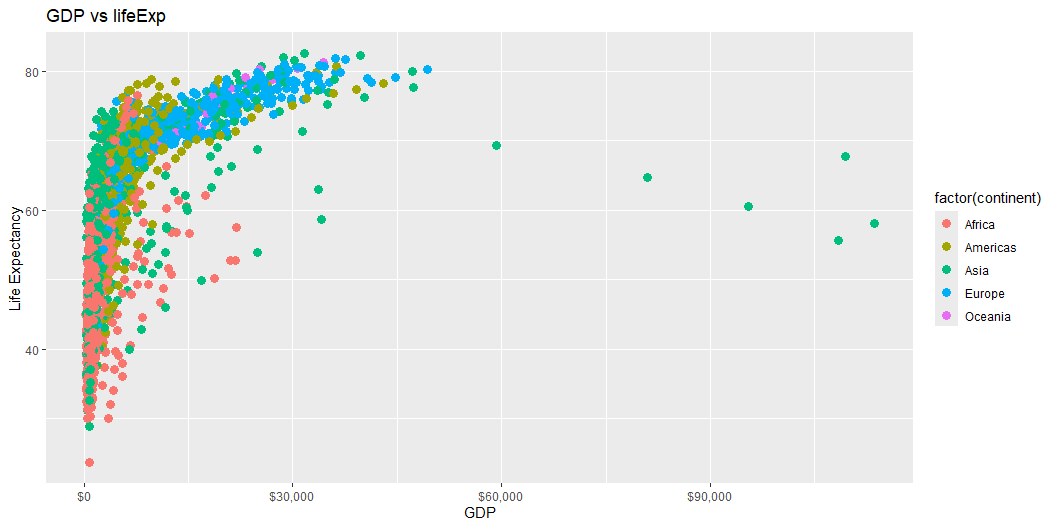 GDP vs lifeExp
Life Expectancy
80
60
40
$0
$30,000
$60,000
$90,000
GDP
factor(continent)
Africa
Americas
Asia
Europe
Oceania